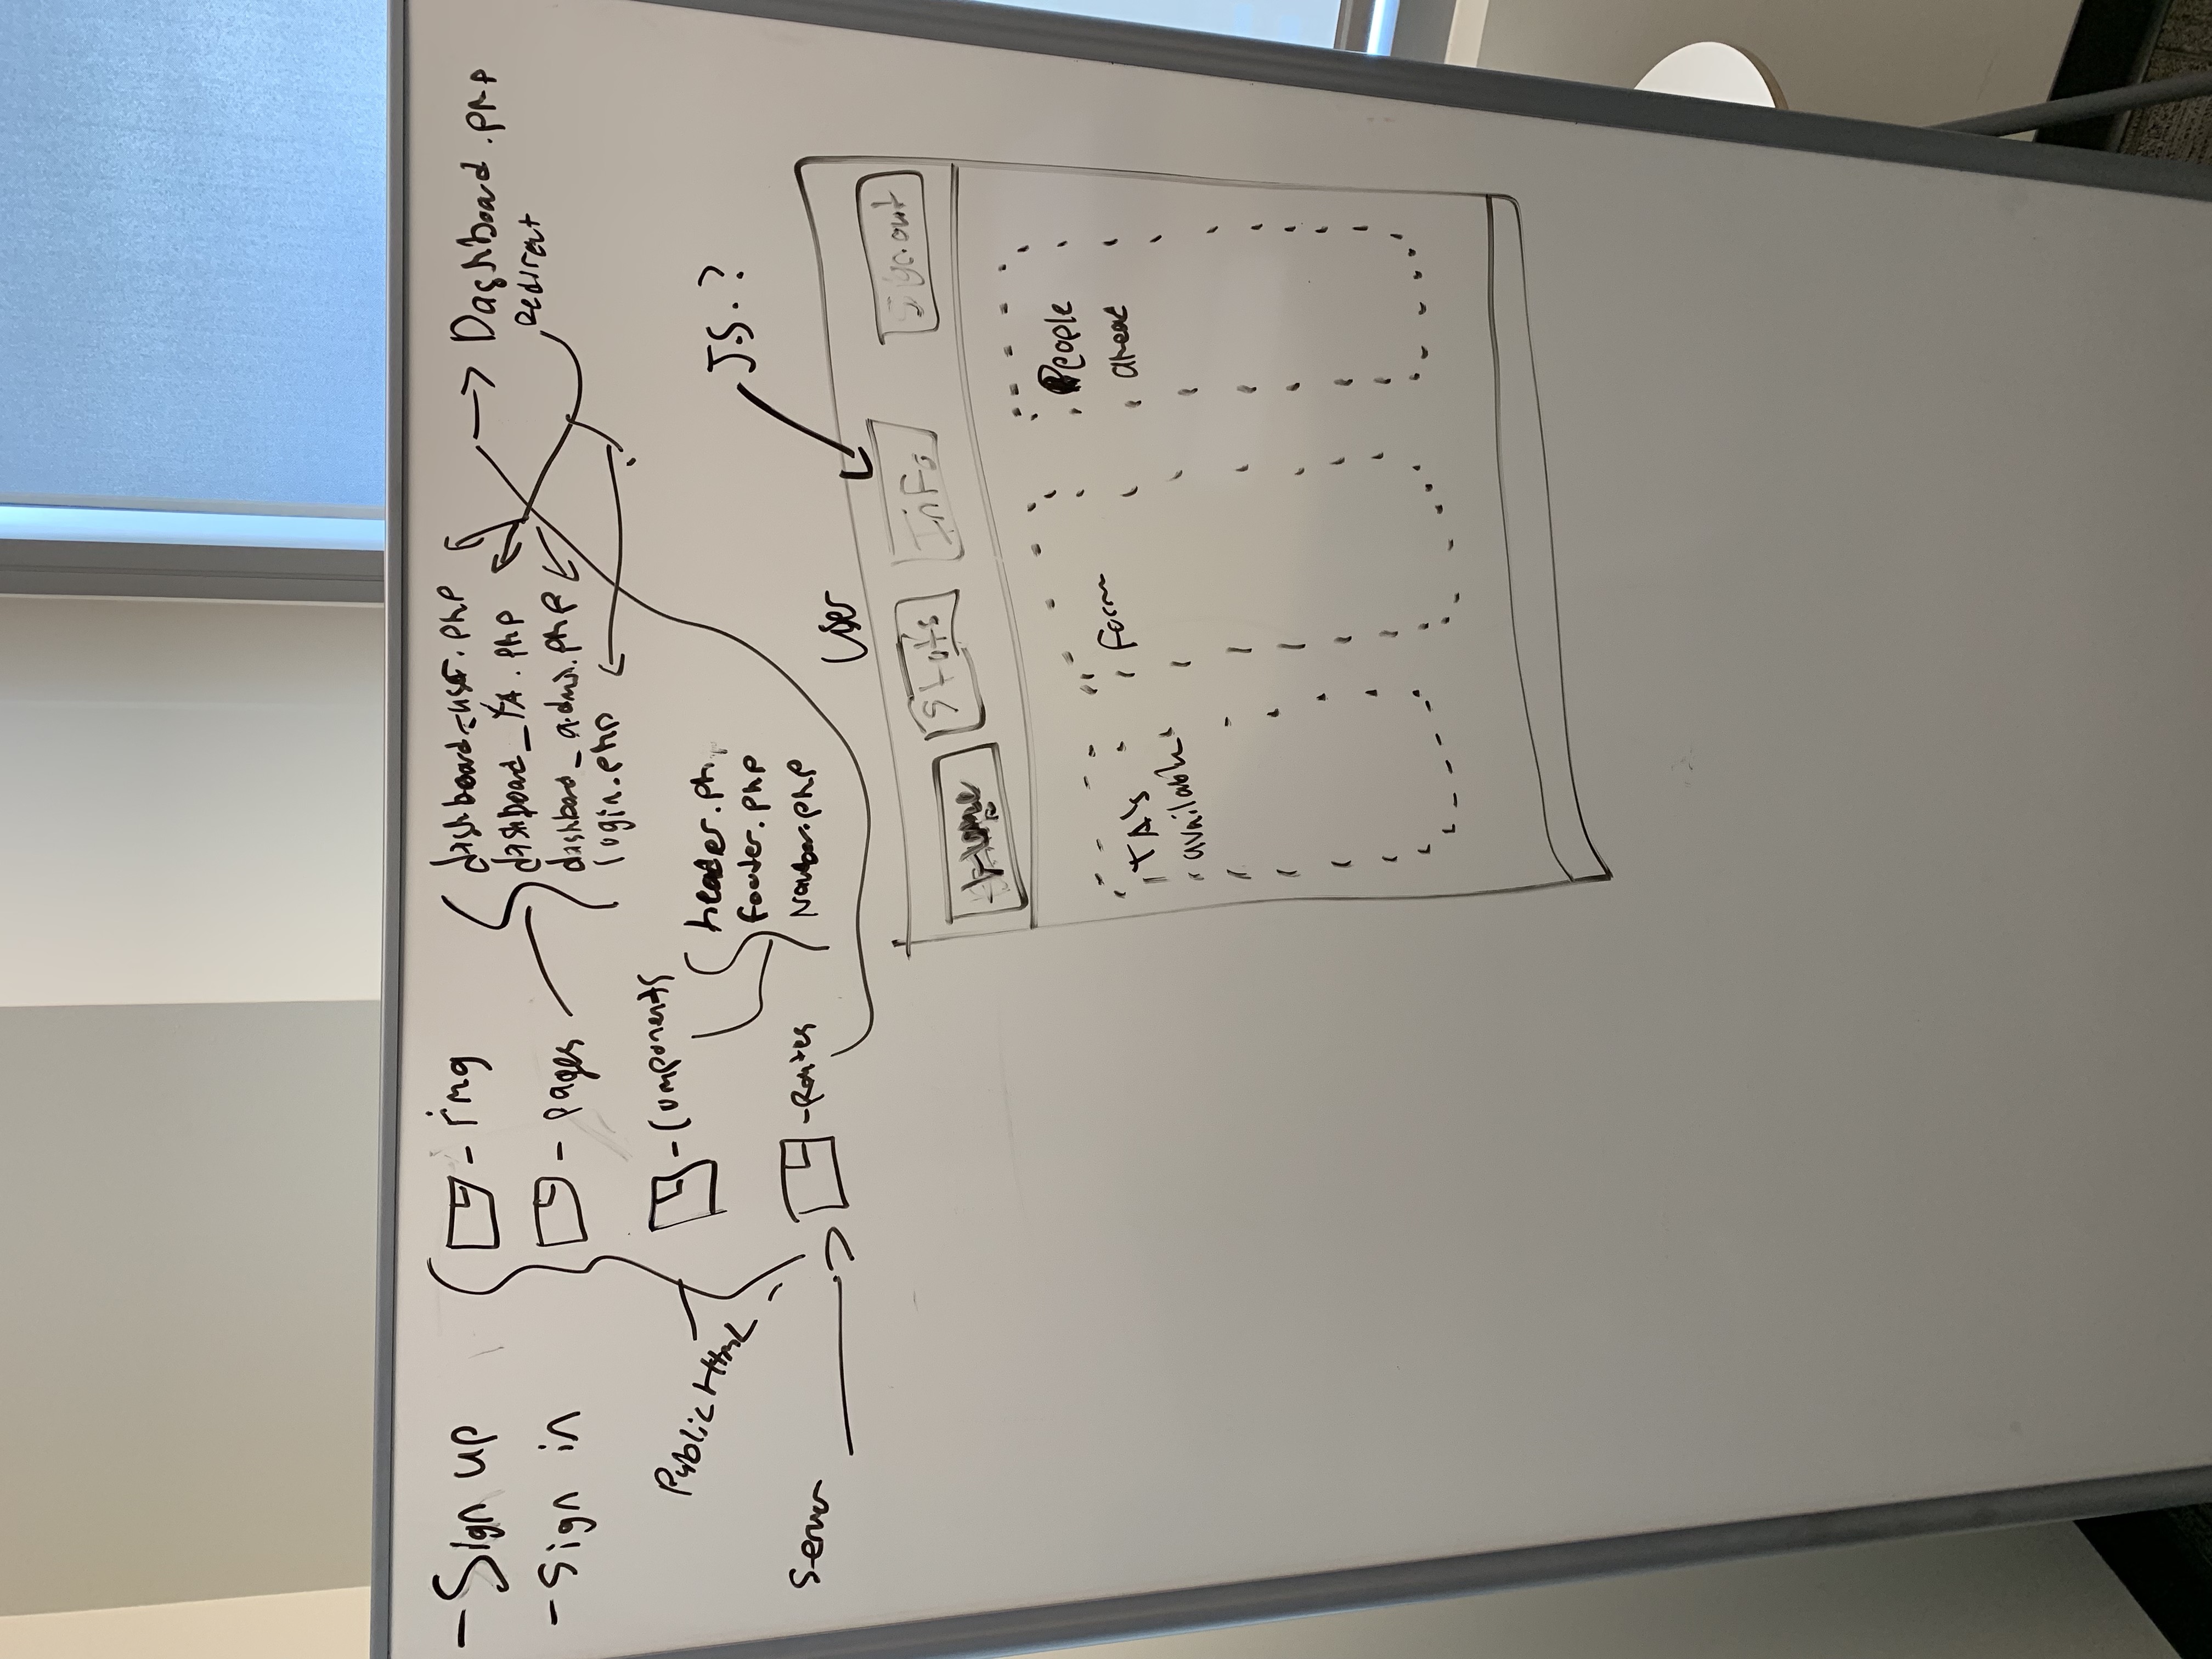 - Sign up
- Sign in
Public Html
Server
- img
- pages
- Components
- Routes
dashboard_user.php
dashboard_TA.php
dashbord_admin.php
login.php
header.php
footer.php
Navbar.php
Dashboard.php
Redirect
J.S.?
User
Home
Stats
Info
Sign out
TA's
available
Form
People
ahead